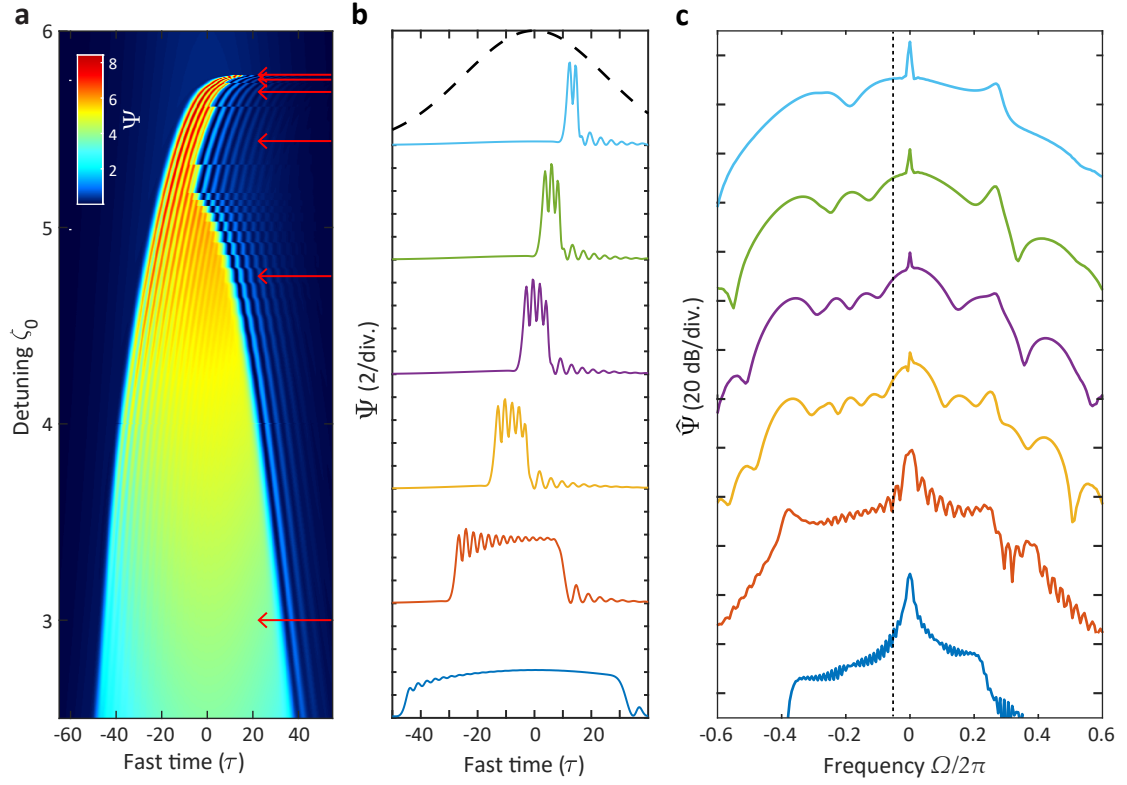 a
b
c
6
5
4
3
8
6
4
2
Ψ
Detuning ζ₀
-60
-40
-20
0
20
40
Fast time (τ)
Ψ (2/div.)
-40
-20
0
20
Fast time (τ)
Ψ̂ (20 dB/div.)
-0.6
-0.4
-0.2
0
0.2
0.4
0.6
Frequency Ω/2π